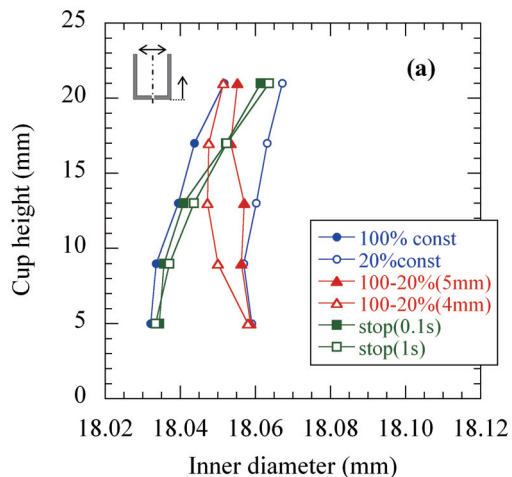 25
(a)
20
15
10
5
0
Cup height (mm)
100% const
20%const
100-20%(5mm)
100-20%(4mm)
stop(0.1s)
stop(1s)
18.02 18.04 18.06 18.08 18.10 18.12
Inner diameter (mm)